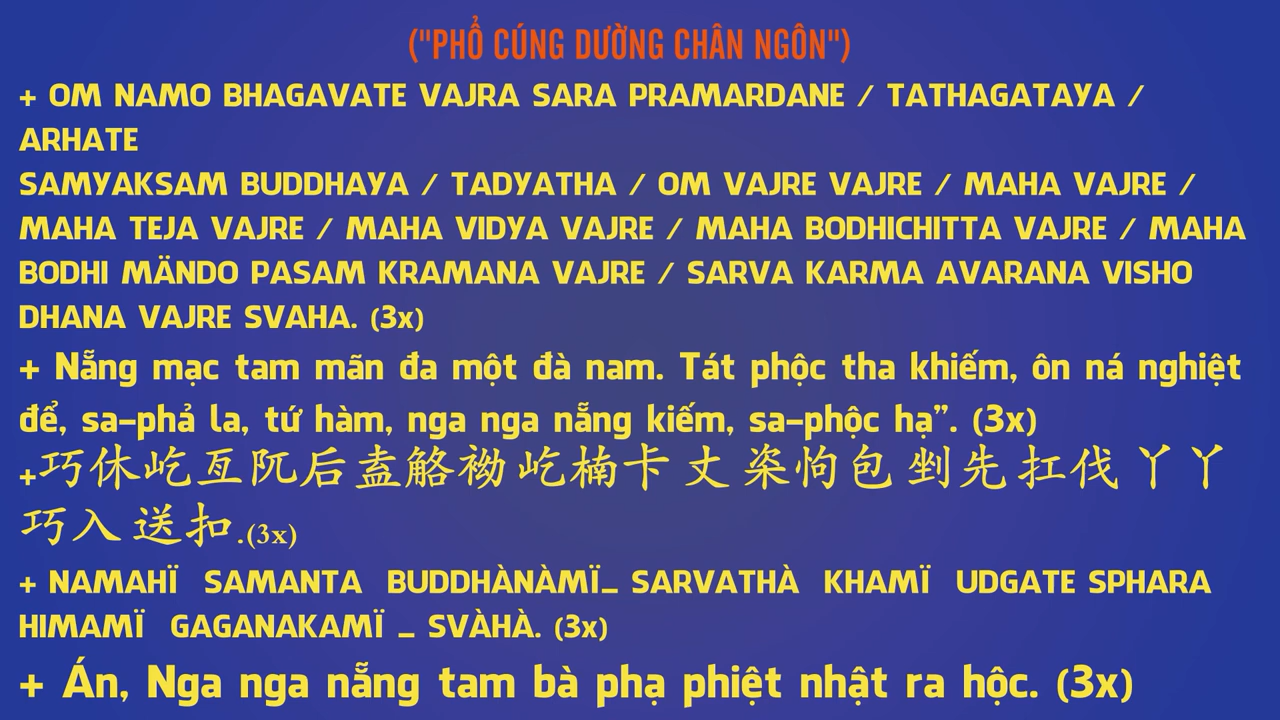 ("PHỔ CÚNG DƯỜNG CHÂN NGÔN")
+ OM NAMO BHAGAVATE VAJRA SARA PRAMARDANE / TATHAGATAYA /
ARHATE
SAMYAKSAM BUDDHAYA / TADYATHA / OM VAJRE VAJRE / MAHA VAJRE /
MAHA TEJA VAJRE / MAHA VIDYA VAJRE / MAHA BODHICHITTA VAJRE / MAHA
BODHI MÄNDO PASAM KRAMANA VAJRE / SARVA KARMA AVARANA VISHO
DHANA VAJRE SVAHA. (3x)
+ Nẵng mạc tam mãn đa một đà nam. Tát phộc tha khiếm, ôn ná nghiệt
để, sa-phả la, tứ hàm, nga nga nẵng kiếm, sa-phộc hạ”. (3x)
+巧休屹亙阢后盍觡袎屹楠卡丈楶怐包剉先扛伐丫丫
巧入送扣.(3x)
+ NAMAHÏ SAMANTA BUDDHÀNÀMÏ_ SARVATHÀ KHAMÏ UDGATE SPHARA
HIMAMÏ GAGANAKAMÏ _ SVÀHÀ. (3x)
+ Án, Nga nga nẵng tam bà phạ phiệt nhật ra hộc. (3x)